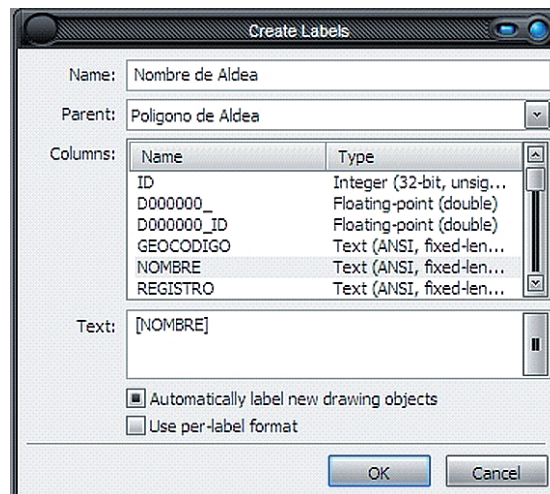 Create Labels
Name: Nombre de Aldea
Parent: Poligono de Aldea
Columns: Name Type
ID Integer (32-bit, unsig...
D000000_ Floating-point (double)
D000000_ID Floating-point (double)
GEOCODIGO Text (ANSI, fixed-len...
NOMBRE Text (ANSI, fixed-len...
REGISTRO Text (ANSI, fixed-len...
Text: [NOMBRE]
Automatically label new drawing objects
Use per-label format
OK Cancel